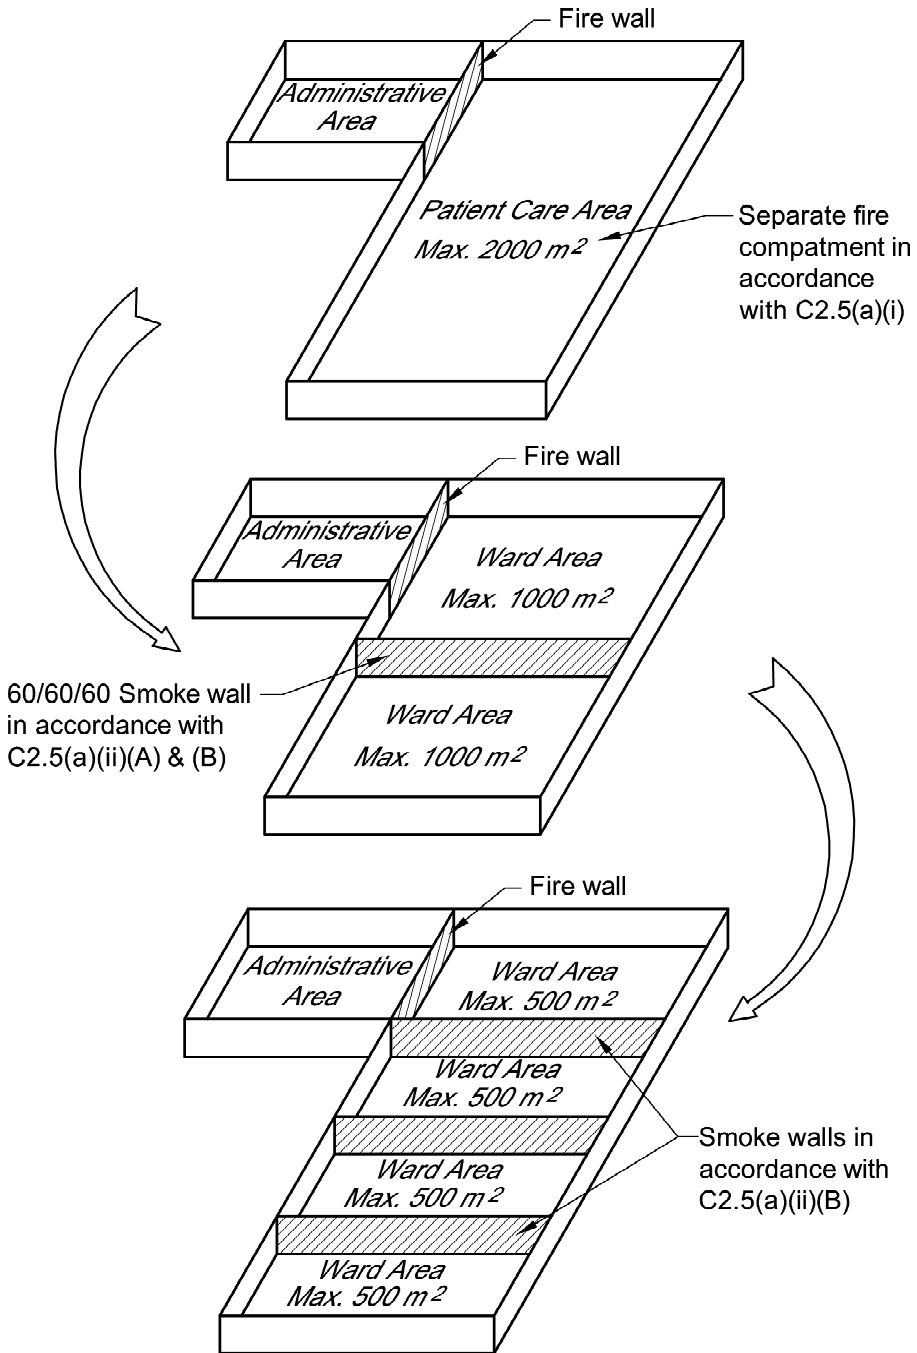 Fire wall
Administrative
Area
Patient Care Area
Max. 2000 m²
Separate fire
compatment in
accordance
with C2.5(a)(i)
Fire wall
Administrative
Area
Ward Area
Max. 1000 m²
60/60/60 Smoke wall
in accordance with
C2.5(a)(ii)(A) & (B)
Ward Area
Max. 1000 m²
Fire wall
Administrative
Area
Ward Area
Max. 500 m²
Ward Area
Max. 500 m²
Smoke walls in
accordance with
C2.5(a)(ii)(B)
Ward Area
Max. 500 m²
Ward Area
Max. 500 m²